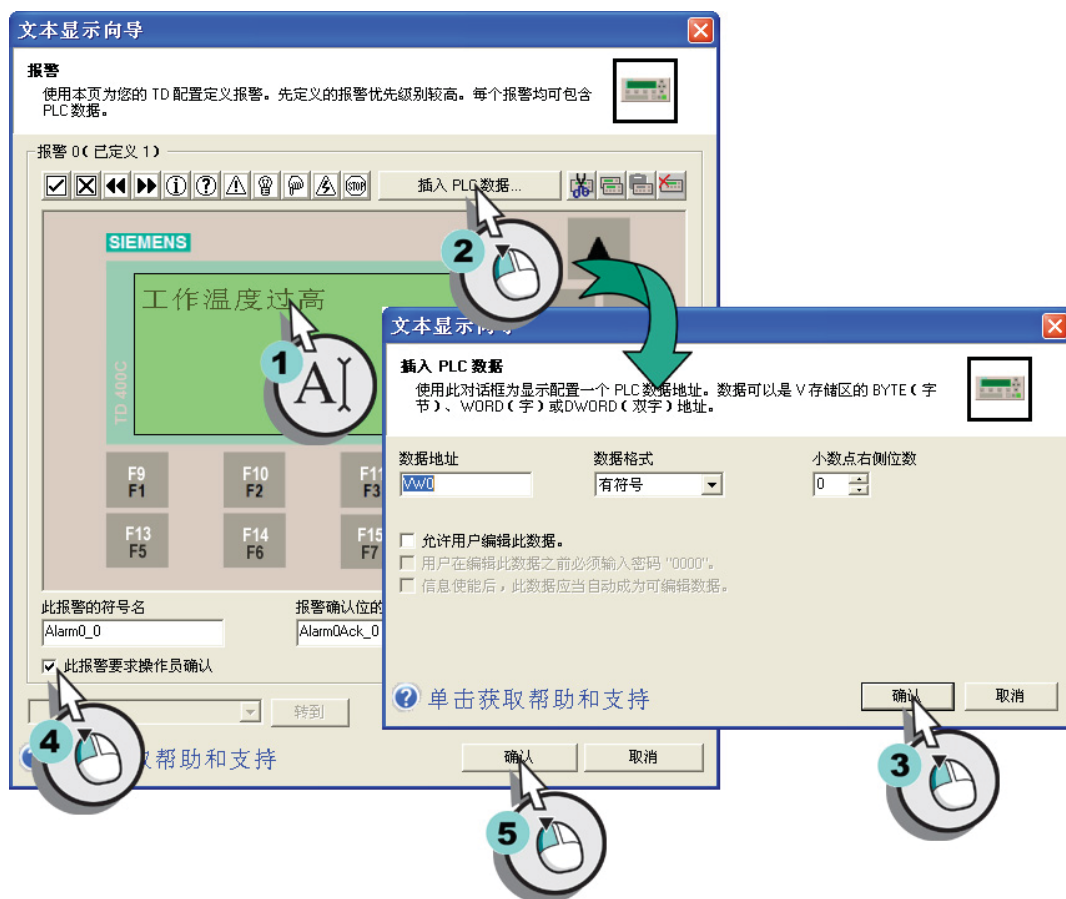 文本显示向导
报警
使用本页为您的 TD 配置定义报警。先定义的报警优先级别较高。每个报警均可包含
PLC 数据。
报警 0( 已定义 1)
STOP
插入 PLC 数据...
2
SIEMENS
工作温度过高
1
A
TD 400C
F9
F1
F10
F2
F11
F3
F13
F5
F14
F6
F15
F7
此报警的符号名
报警确认位的
Alarm0_0
Alarm0Ack_0
此报警要求操作员确认
转到
4
取帮助和支持
确认
取消
5
文本显示向导
插入 PLC 数据
使用此对话框为显示配置一个 PLC 数据地址。数据可以是 V 存储区的 BYTE ( 字
节 )、WORD ( 字 ) 或DWORD ( 双字 ) 地址。
数据地址
数据格式
小数点右侧位数
VW0
有符号
0
允许用户编辑此数据。
用户在编辑此数据之前必须输入密码 "0000"。
信息使能后，此数据应当自动成为可编辑数据。
单击获取帮助和支持
确认
取消
3